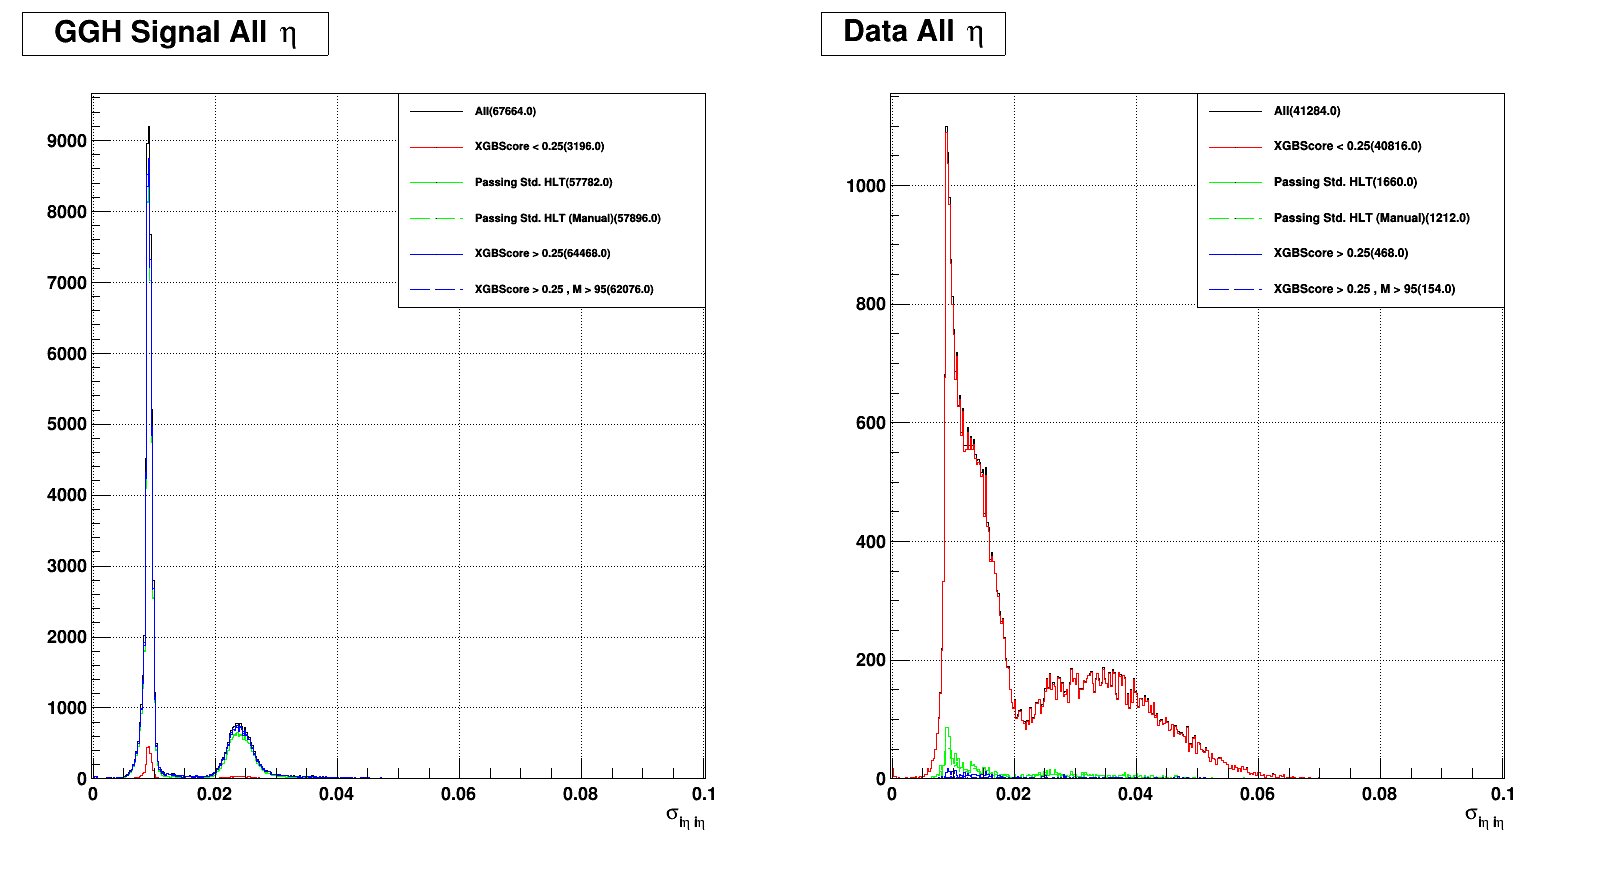 GGH Signal All η
All(67664.0)
XGBScore < 0.25(3196.0)
Passing Std. HLT(57782.0)
Passing Std. HLT (Manual)(57896.0)
XGBScore > 0.25(64468.0)
XGBScore > 0.25 , M > 95(62076.0)
9000
8000
7000
6000
5000
4000
3000
2000
1000
0
0 0.02 0.04 0.06 0.08 0.1
σiη iη
Data All η
All(41284.0)
XGBScore < 0.25(40816.0)
Passing Std. HLT(1660.0)
Passing Std. HLT (Manual)(1212.0)
XGBScore > 0.25(468.0)
XGBScore > 0.25 , M > 95(154.0)
1000
800
600
400
200
0
0 0.02 0.04 0.06 0.08 0.1
σiη iη